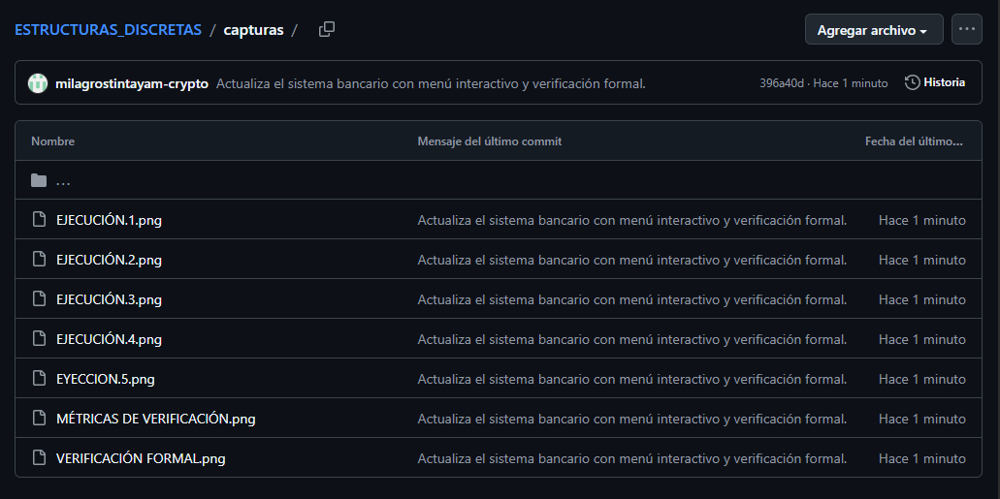 ESTRUCTURAS_DISCRETAS / capturas /
Agregar archivo
milagrostintayam-crypto Actualiza el sistema bancario con menú interactivo y verificación formal. 396a40d · Hace 1 minuto Historia
Nombre Mensaje del último commit Fecha del último...
...
EJECUCIÓN.1.png Actualiza el sistema bancario con menú interactivo y verificación formal. Hace 1 minuto
EJECUCIÓN.2.png Actualiza el sistema bancario con menú interactivo y verificación formal. Hace 1 minuto
EJECUCIÓN.3.png Actualiza el sistema bancario con menú interactivo y verificación formal. Hace 1 minuto
EJECUCIÓN.4.png Actualiza el sistema bancario con menú interactivo y verificación formal. Hace 1 minuto
EYECCION.5.png Actualiza el sistema bancario con menú interactivo y verificación formal. Hace 1 minuto
MÉTRICAS DE VERIFICACIÓN.png Actualiza el sistema bancario con menú interactivo y verificación formal. Hace 1 minuto
VERIFICACIÓN FORMAL.png Actualiza el sistema bancario con menú interactivo y verificación formal. Hace 1 minuto